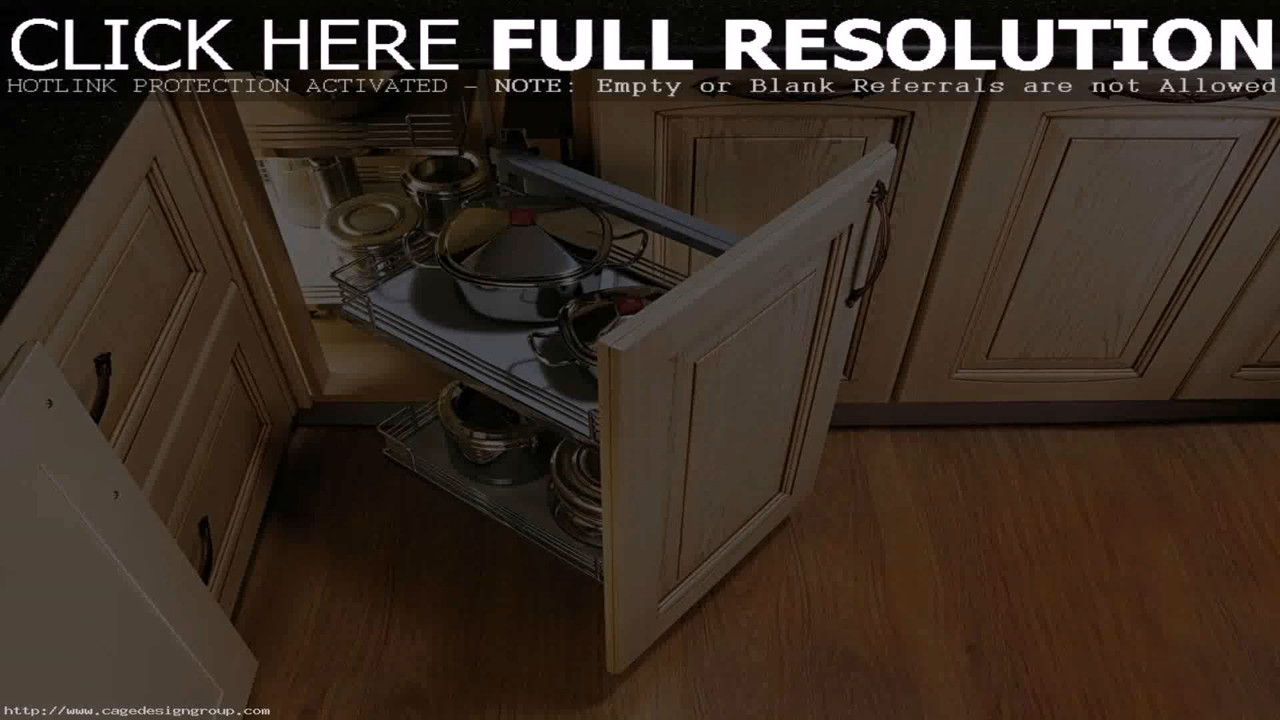 CLICK HERE FULL RESOLUTION
HOTLINK PROTECTION ACTIVATED – NOTE: Empty or Blank Referrals are not Allowed
http://www.cagedesigngroup.com